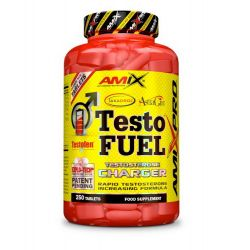 AMIX
Testo
FUEL
Testofen
TESTOSTERONE
CHARGER
RAPID TESTOSTERONE
INCREASING FORMULA
PATENT
PENDING
250 TABLETS
FOOD SUPPLEMENT
AMIXPRO